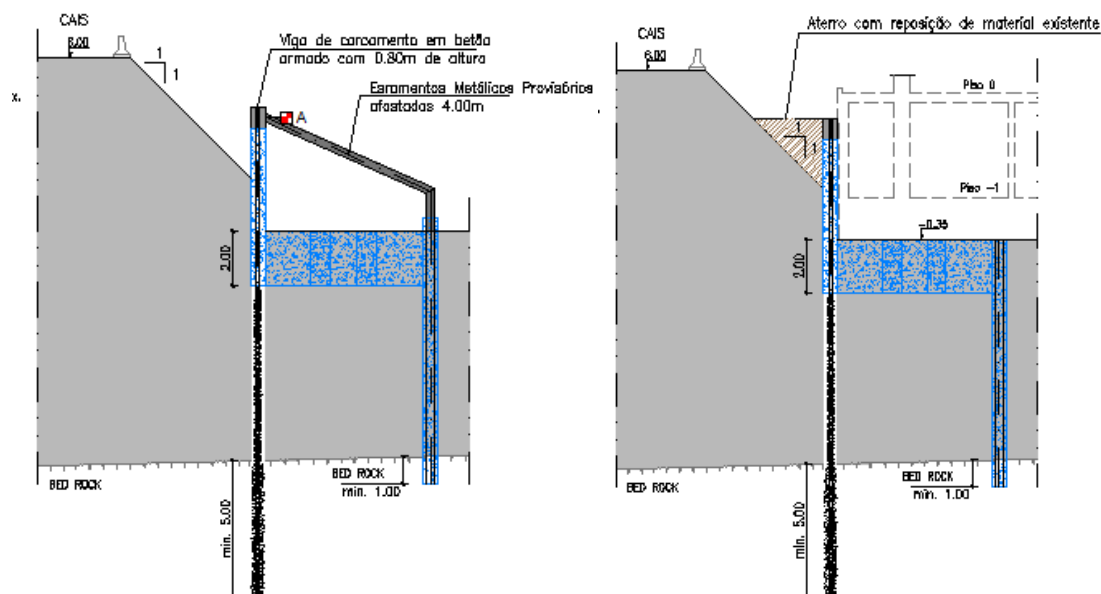 CAIS
6.00
1
1
Viga de coroamento em betão
armado com 0.80m de altura
Escoramentos Metálicos Provisórios
afastadas 4.00m
x.
A
2.00
BED ROCK
BED ROCK
min. 1.00
min. 5.00
Aterro com reposição de material existente
CAIS
6.00
1
1
Piso 0
Piso -1
-0.35
2.00
BED ROCK
BED ROCK
min. 1.00
min. 5.00